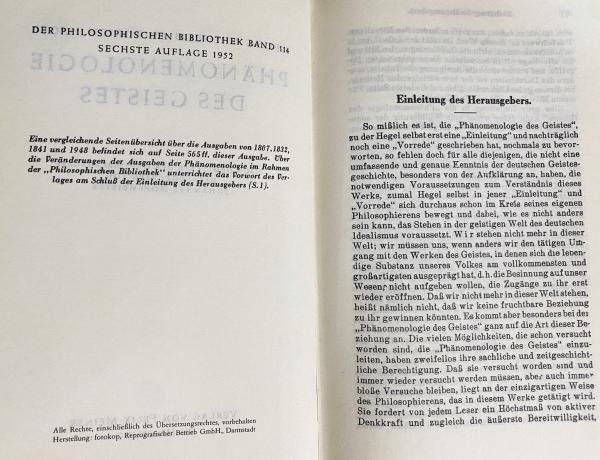 DER PHILOSOPHISCHEN BIBLIOTHEK BAND 114
SECHSTE AUFLAGE 1952
PHÄNOMENOLOGIE
DES GEISTES
Eine vergleichende Seitenübersicht über die Ausgaben von 1807, 1832,
1841 und 1948 befindet sich auf Seite 565 ff. dieser Ausgabe. Über
die Veränderungen der Ausgaben der Phänomenologie im Rahmen
der „Philosophischen Bibliothek“ unterrichtet das Vorwort des Ver-
lages am Schluß der Einleitung des Herausgebers (S. 1).
VERLAG VON FELIX MEINER
Alle Rechte, einschließlich des Übersetzungsrechtes, vorbehalten
Herstellung: fotokop, Reprografischer Betrieb GmbH., Darmstadt
Einleitung des Herausgebers.
So mißlich es ist, die „Phänomenologie des Geistes“,
zu der Hegel selbst erst eine „Einleitung“ und nachträglich
noch eine „Vorrede“ geschrieben hat, nochmals zu bevor-
worten, so fehlen doch für alle diejenigen, die nicht eine
umfassende und genaue Kenntnis der deutschen Geistes-
geschichte, besonders von der Aufklärung an, haben, die
notwendigen Voraussetzungen zum Verständnis dieses
Werks, zumal Hegel selbst in jener „Einleitung“ und
„Vorrede“ sich durchaus schon im Kreis seines eigenen
Philosophierens bewegt und dabei, wie es nicht anders
sein kann, das Stehen in der geistigen Welt des deutschen
Idealismus voraussetzt. Wir stehen nicht mehr in dieser
Welt; wir müssen uns, wenn anders wir den tätigen Um-
gang mit den Werken des Geistes, in denen sich die leben-
dige Substanz unseres Volkes am vollkommensten und
ausgeprägtesten hat, d.h. die Besinnung auf unser
Wesen nicht aufgeben wollen, die Zugänge zu ihr erst
wieder eröffnen. Daß wir nicht mehr in dieser Welt stehen,
heißt nämlich nicht, daß wir keine fruchtbare Beziehung
zu ihr gewinnen könnten. Es kommt aber besonders bei der
„Phänomenologie des Geistes“ ganz auf die Art dieser Be-
ziehung an. Die vielen Möglichkeiten, die schon versucht
worden sind, die „Phänomenologie des Geistes“ einzu-
leiten, haben zweifellos ihre sachliche und zeitgeschicht-
liche Berechtigung. Daß sie versucht worden sind und
immer wieder versucht werden müssen, aber auch immer
bloße Versuche bleiben, liegt an der einzigartigen Weise
des Philosophierens, das in diesem Werke getätigt wird.
Sie fordert von jedem Leser ein Höchstmaß von aktiver
Denkkraft und zugleich die äußerste Bereitwilligkeit,